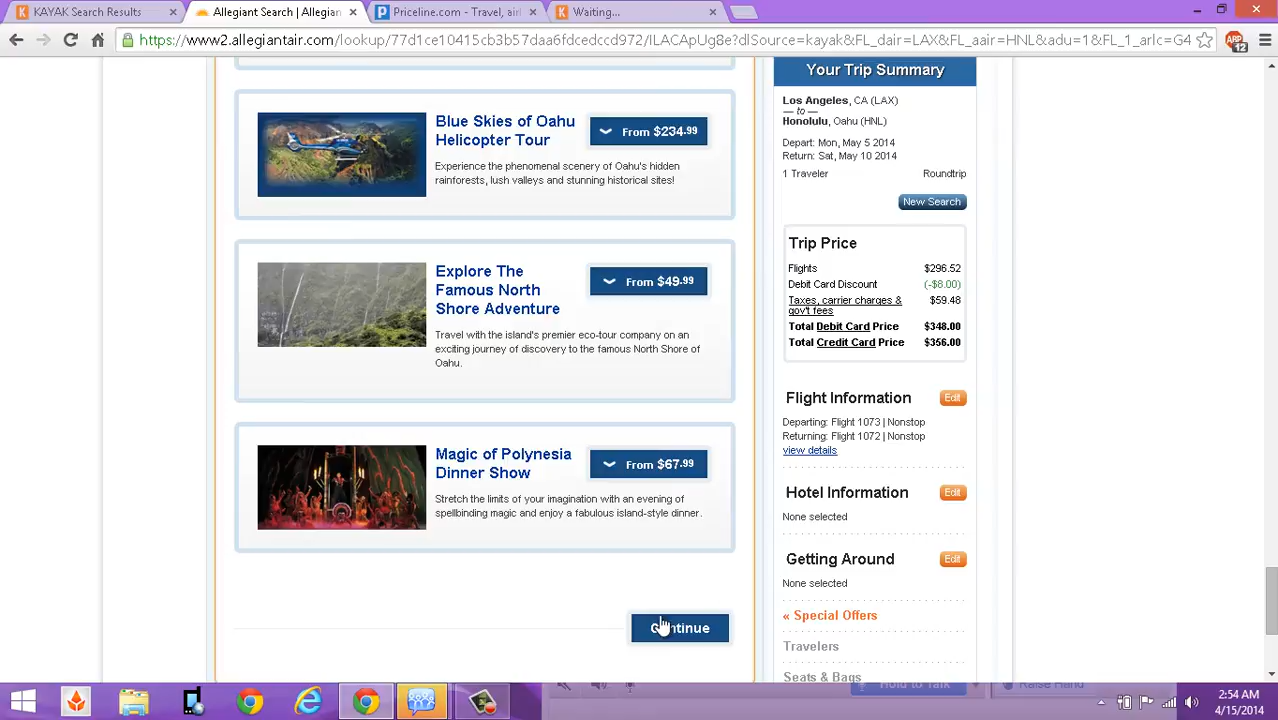 KAYAK Search Results
Allegiant Search | Allegian
Priceline.com - Travel, airl
Waiting...
https://www2.allegiantair.com/lookup/77d1ce10415cb3b57daa6fdcedccd972/ILACApUg8e?dlSource=kayak&FL_dair=LAX&FL_aair=HNL&adu=1&FL_1_arlc=G4
ABP
12
Blue Skies of Oahu
Helicopter Tour
From $234.99
Experience the phenomenal scenery of Oahu's hidden
rainforests, lush valleys and stunning historical sites!
Explore The
Famous North
Shore Adventure
From $49.99
Travel with the island's premier eco-tour company on an
exciting journey of discovery to the famous North Shore of
Oahu.
Magic of Polynesia
Dinner Show
From $67.99
Stretch the limits of your imagination with an evening of
spellbinding magic and enjoy a fabulous island-style dinner.
Continue
Your Trip Summary
Los Angeles, CA (LAX)
— to —
Honolulu, Oahu (HNL)
Depart: Mon, May 5 2014
Return: Sat, May 10 2014
1 Traveler Roundtrip
New Search
Trip Price
Flights $296.52
Debit Card Discount (-$8.00)
Taxes, carrier charges & $59.48
gov't fees
Total Debit Card Price $348.00
Total Credit Card Price $356.00
Flight Information Edit
Departing: Flight 1073 | Nonstop
Returning: Flight 1072 | Nonstop
view details
Hotel Information Edit
None selected
Getting Around Edit
None selected
« Special Offers
Travelers
Seats & Bags
Hold to Talk
Raise Hand
2:54 AM
4/15/2014